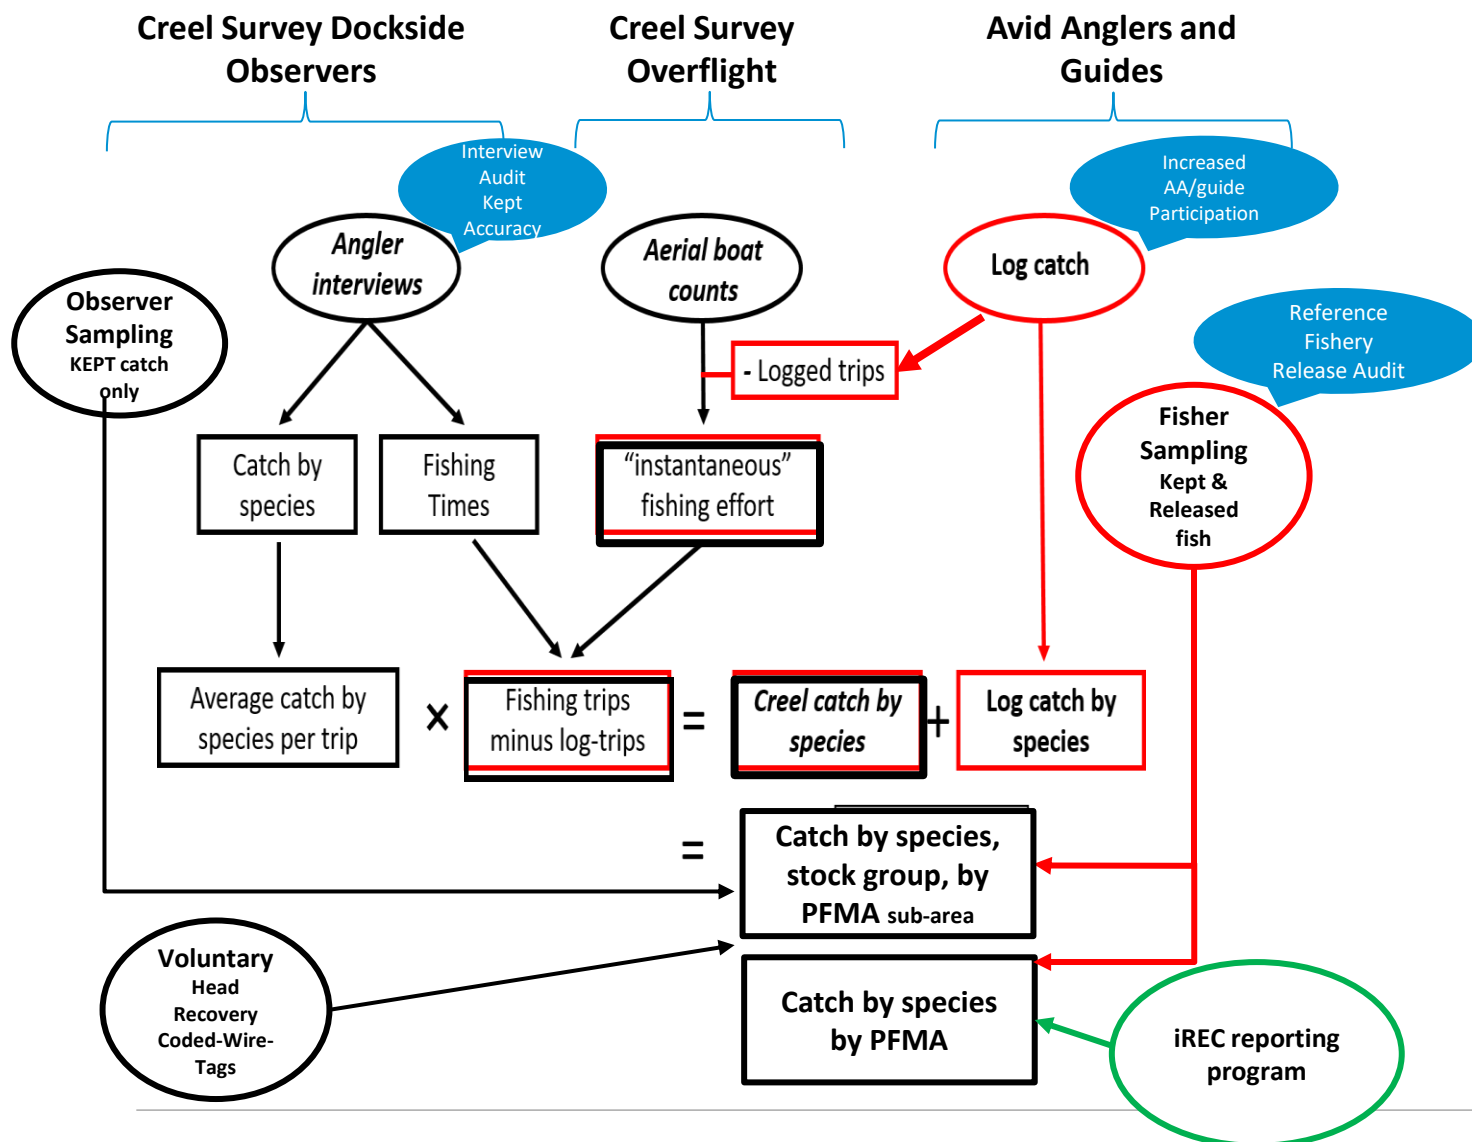 Creel Survey Dockside
Observers
Creel Survey
Overflight
Avid Anglers and
Guides
Interview
Audit
Kept
Accuracy
Increased
AA/guide
Participation
Angler
interviews
Aerial boat
counts
Log catch
Observer
Sampling
KEPT catch
only
Reference
Fishery
Release Audit
- Logged trips
Fisher
Sampling
Kept &
Released
fish
Catch by
species
Fishing
Times
“instantaneous”
fishing effort
Average catch by
species per trip
×
Fishing trips
minus log-trips
=
Creel catch by
species
+
Log catch by
species
=
Catch by species,
stock group, by
PFMA sub-area
Voluntary
Head
Recovery
Coded-Wire-
Tags
Catch by species
by PFMA
iREC reporting
program